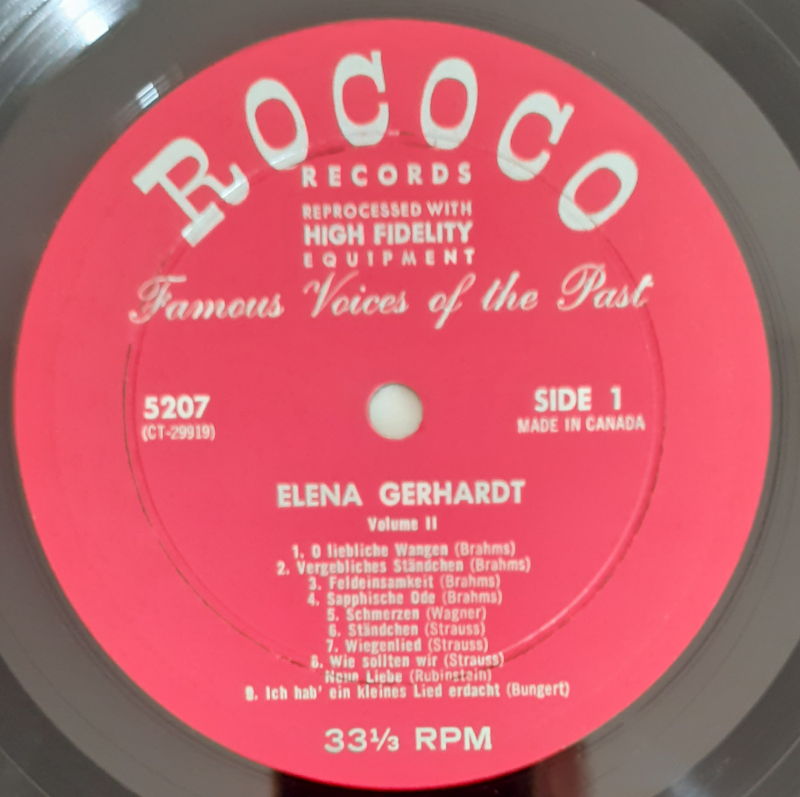 ROCOCO
RECORDS
REPROCESSED WITH
HIGH FIDELITY
EQUIPMENT
Famous Voices of the Past
5207
(CT-29919)
SIDE 1
MADE IN CANADA
ELENA GERHARDT
Volume II
1. O liebliche Wangen (Brahms)
2. Vergebliches Ständchen (Brahms)
3. Feldeinsamkeit (Brahms)
4. Sapphische Ode (Brahms)
5. Schmerzen (Wagner)
6. Ständchen (Strauss)
7. Wiegenlied (Strauss)
8. Wie sollten wir (Strauss)
Neue Liebe (Rubinstein)
9. Ich hab' ein kleines Lied erdacht (Bungert)
33⅓ RPM